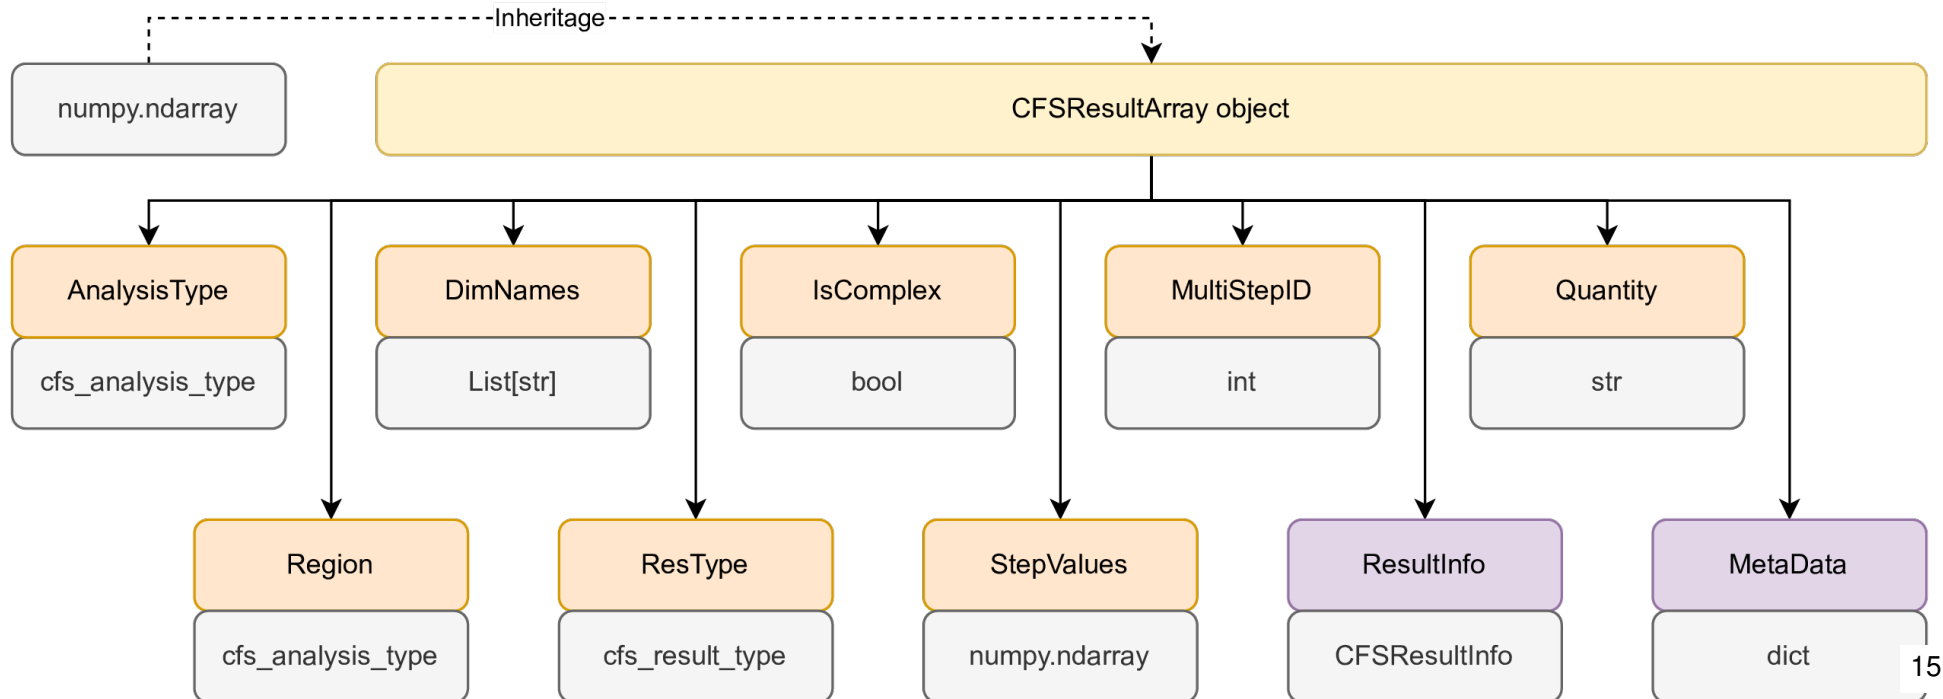 Inheritage
numpy.ndarray
CFSResultArray object
AnalysisType
DimNames
IsComplex
MultiStepID
Quantity
cfs_analysis_type
List[str]
bool
int
str
Region
ResType
StepValues
ResultInfo
MetaData
cfs_analysis_type
cfs_result_type
numpy.ndarray
CFSResultInfo
dict
15